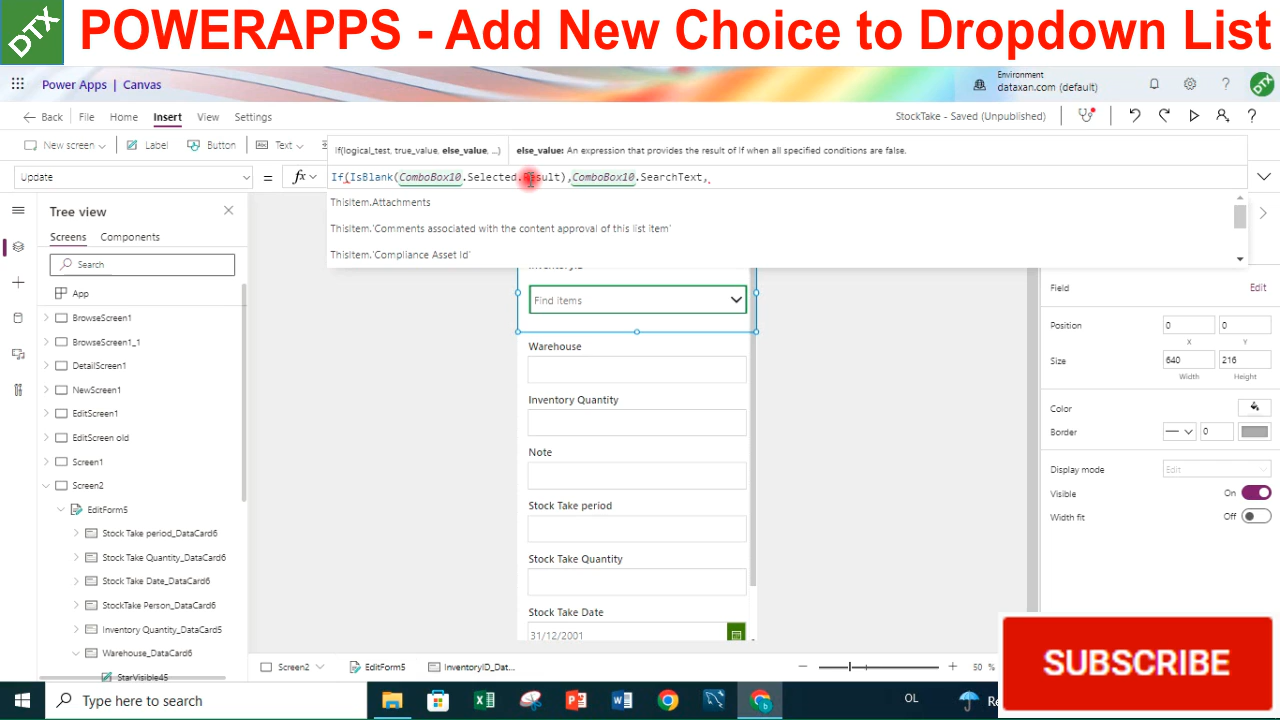 DTX
POWERAPPS - Add New Choice to Dropdown List
Power Apps | Canvas
Environment
dataxan.com (default)
DTX
Back File Home Insert View Settings
StockTake - Saved (Unpublished)
New screen Label Button Text
If(logical_test, true_value, else_value, ...) else_value: An expression that provides the result of If when all specified conditions are false.
Update = fx If(IsBlank(ComboBox10.Selected.Result),ComboBox10.SearchText,
ThisItem.Attachments
ThisItem.'Comments associated with the content approval of this list item'
ThisItem.'Compliance Asset Id'
Tree view
Screens Components
Search
App
BrowseScreen1
BrowseScreen1_1
DetailScreen1
NewScreen1
EditScreen1
EditScreen old
Screen1
Screen2
EditForm5
Stock Take period_DataCard6
Stock Take Quantity_DataCard6
Stock Take Date_DataCard6
StockTake Person_DataCard6
Inventory Quantity_DataCard5
Warehouse_DataCard6
StarVisible45
InventoryID
Find items
Warehouse
Inventory Quantity
Note
Stock Take period
Stock Take Quantity
Stock Take Date
31/12/2001
Field Edit
Position 0 0
X Y
Size 640 216
Width Height
Color
Border 0
Display mode Edit
Visible On
Width fit Off
Screen2 EditForm5 InventoryID_Dat... 50 %
SUBSCRIBE
Type here to search
OL